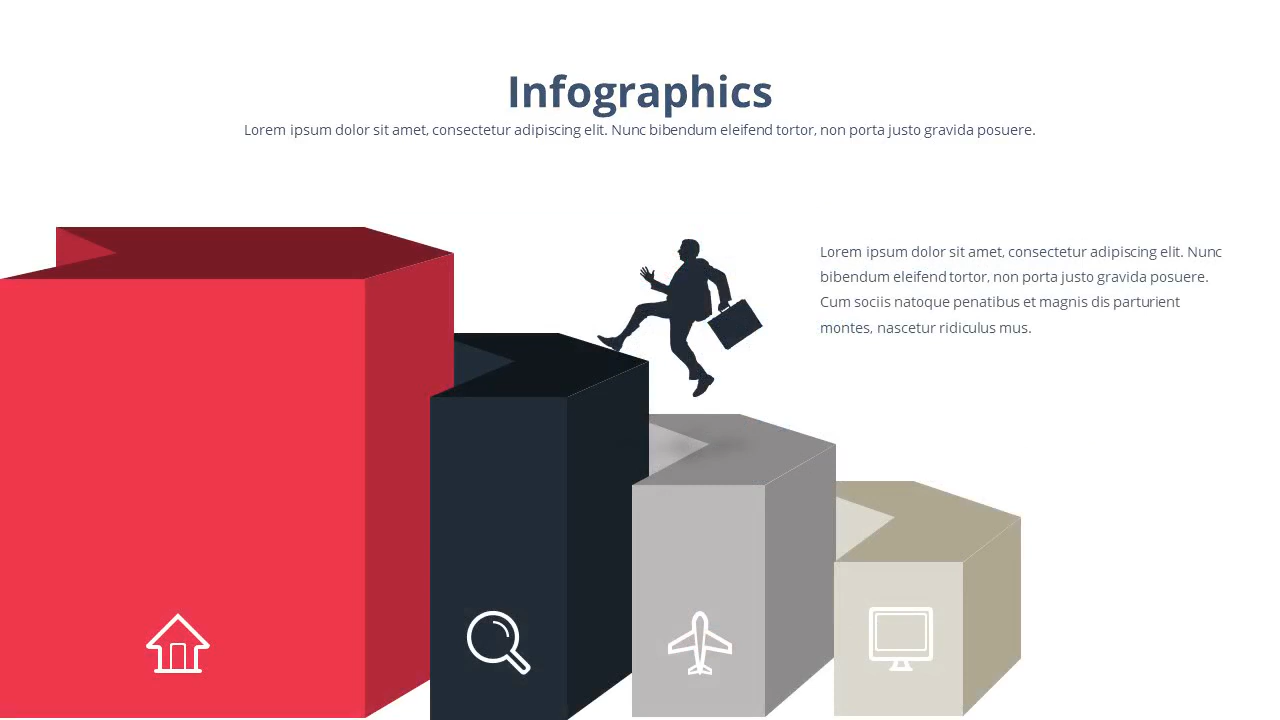 Infographics
Lorem ipsum dolor sit amet, consectetur adipiscing elit. Nunc bibendum eleifend tortor, non porta justo gravida posuere.
Lorem ipsum dolor sit amet, consectetur adipiscing elit. Nunc
bibendum eleifend tortor, non porta justo gravida posuere.
Cum sociis natoque penatibus et magnis dis parturient
montes, nascetur ridiculus mus.